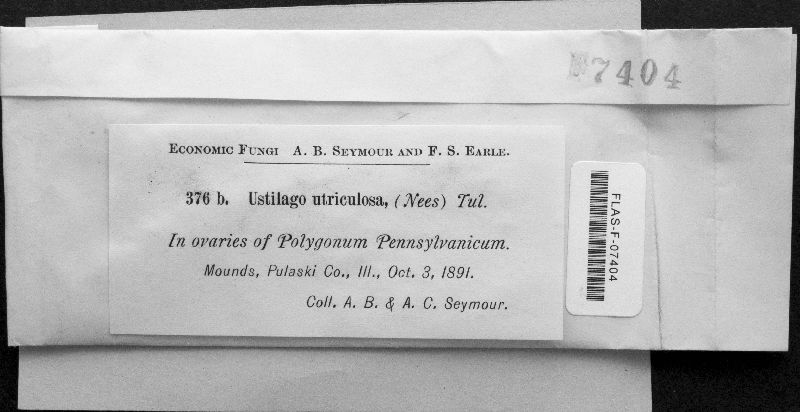 F7404
Economic Fungi A. B. Seymour and F. S. Earle.
376 b. Ustilago utriculosa, (Nees) Tul.
In ovaries of Polygonum Pennsylvanicum.
Mounds, Pulaski Co., Ill., Oct. 3, 1891.
Coll. A. B. & A. C. Seymour.
FLAS-F-07404